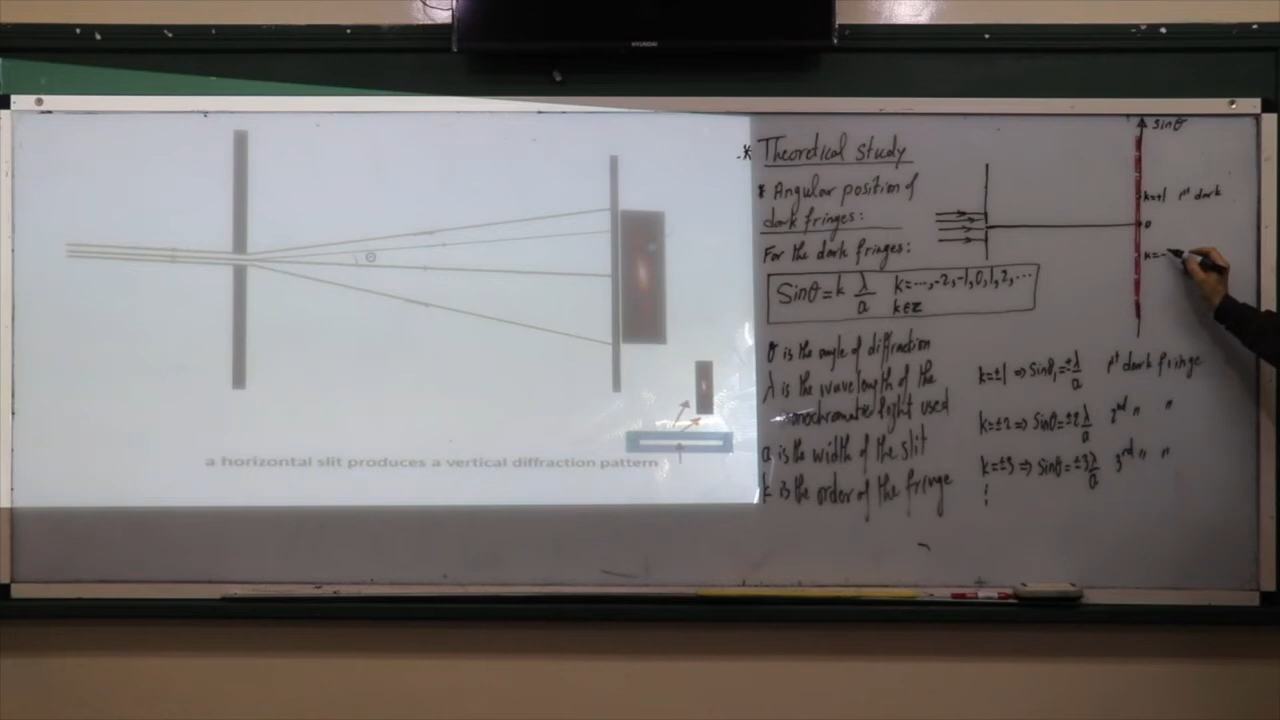 HYUNDAI
Theoretical study
* Angular position of
dark fringes:
For the dark fringes:
Sinθ = k λ/a k=...,-2,-1,0,1,2,...
k∈Z
θ is the angle of diffraction
λ is the wavelength of the
monochromatic light used
a is the width of the slit
k is the order of the fringe
k=±1 ⇒ Sinθ₁=±λ/a 1st dark fringe
k=±2 ⇒ Sinθ=±2λ/a 2nd " "
k=±3 ⇒ Sinθ=±3λ/a 3rd " "
⋮
Sinθ
k=+1 1st dark
0
k=-
θ
a horizontal slit produces a vertical diffraction pattern